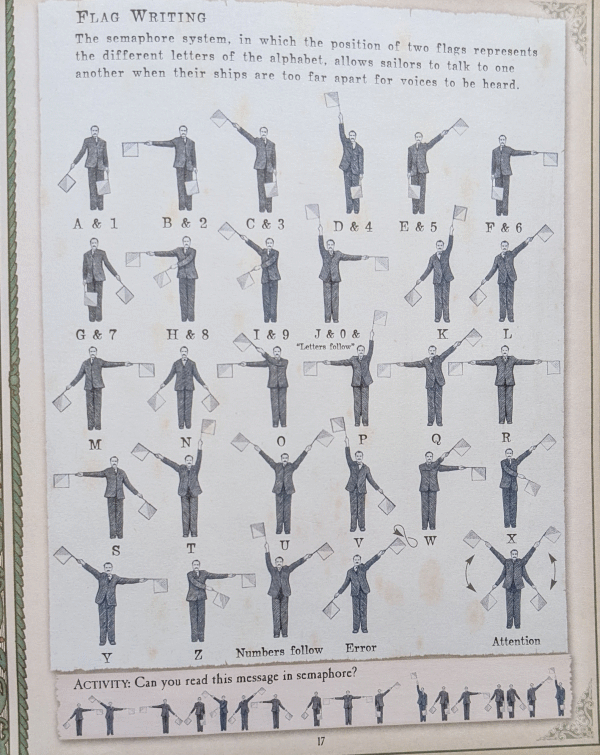 Flag Writing
The semaphore system, in which the position of two flags represents
the different letters of the alphabet, allows sailors to talk to one
another when their ships are too far apart for voices to be heard.
A & 1 B & 2 C & 3 D & 4 E & 5 F & 6
G & 7 H & 8 I & 9 J & 0 & K L
"Letters follow"
M N O P Q R
S T U V W X
Y Z Numbers follow Error Attention
Activity: Can you read this message in semaphore?
17